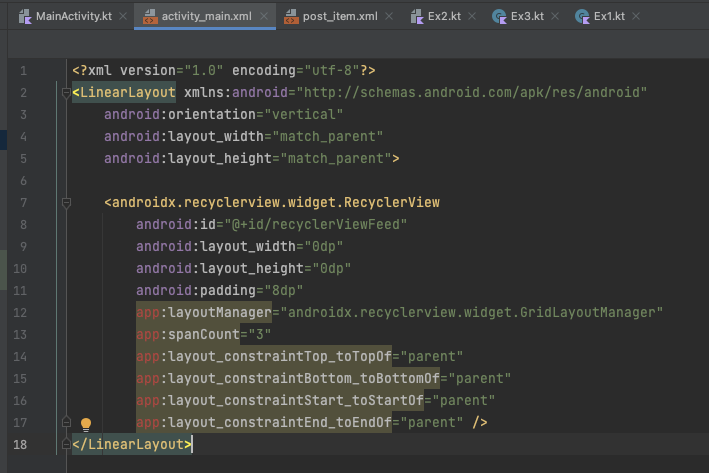 MainActivity.kt activity_main.xml post_item.xml Ex2.kt Ex3.kt Ex1.kt
1 <?xml version="1.0" encoding="utf-8"?>
2 <LinearLayout xmlns:android="http://schemas.android.com/apk/res/android"
3 android:orientation="vertical"
4 android:layout_width="match_parent"
5 android:layout_height="match_parent">
6
7 <androidx.recyclerview.widget.RecyclerView
8 android:id="@+id/recyclerViewFeed"
9 android:layout_width="0dp"
10 android:layout_height="0dp"
11 android:padding="8dp"
12 app:layoutManager="androidx.recyclerview.widget.GridLayoutManager"
13 app:spanCount="3"
14 app:layout_constraintTop_toTopOf="parent"
15 app:layout_constraintBottom_toBottomOf="parent"
16 app:layout_constraintStart_toStartOf="parent"
17 app:layout_constraintEnd_toEndOf="parent" />
18 </LinearLayout>